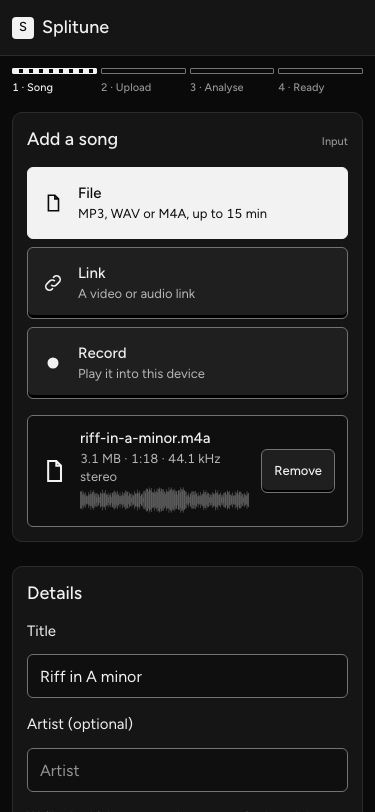 S Splitune
1 · Song 2 · Upload 3 · Analyse 4 · Ready
Add a song Input
File
MP3, WAV or M4A, up to 15 min
Link
A video or audio link
Record
Play it into this device
riff-in-a-minor.m4a
3.1 MB · 1:18 · 44.1 kHz
stereo
Remove
Details
Title
Riff in A minor
Artist (optional)
Artist